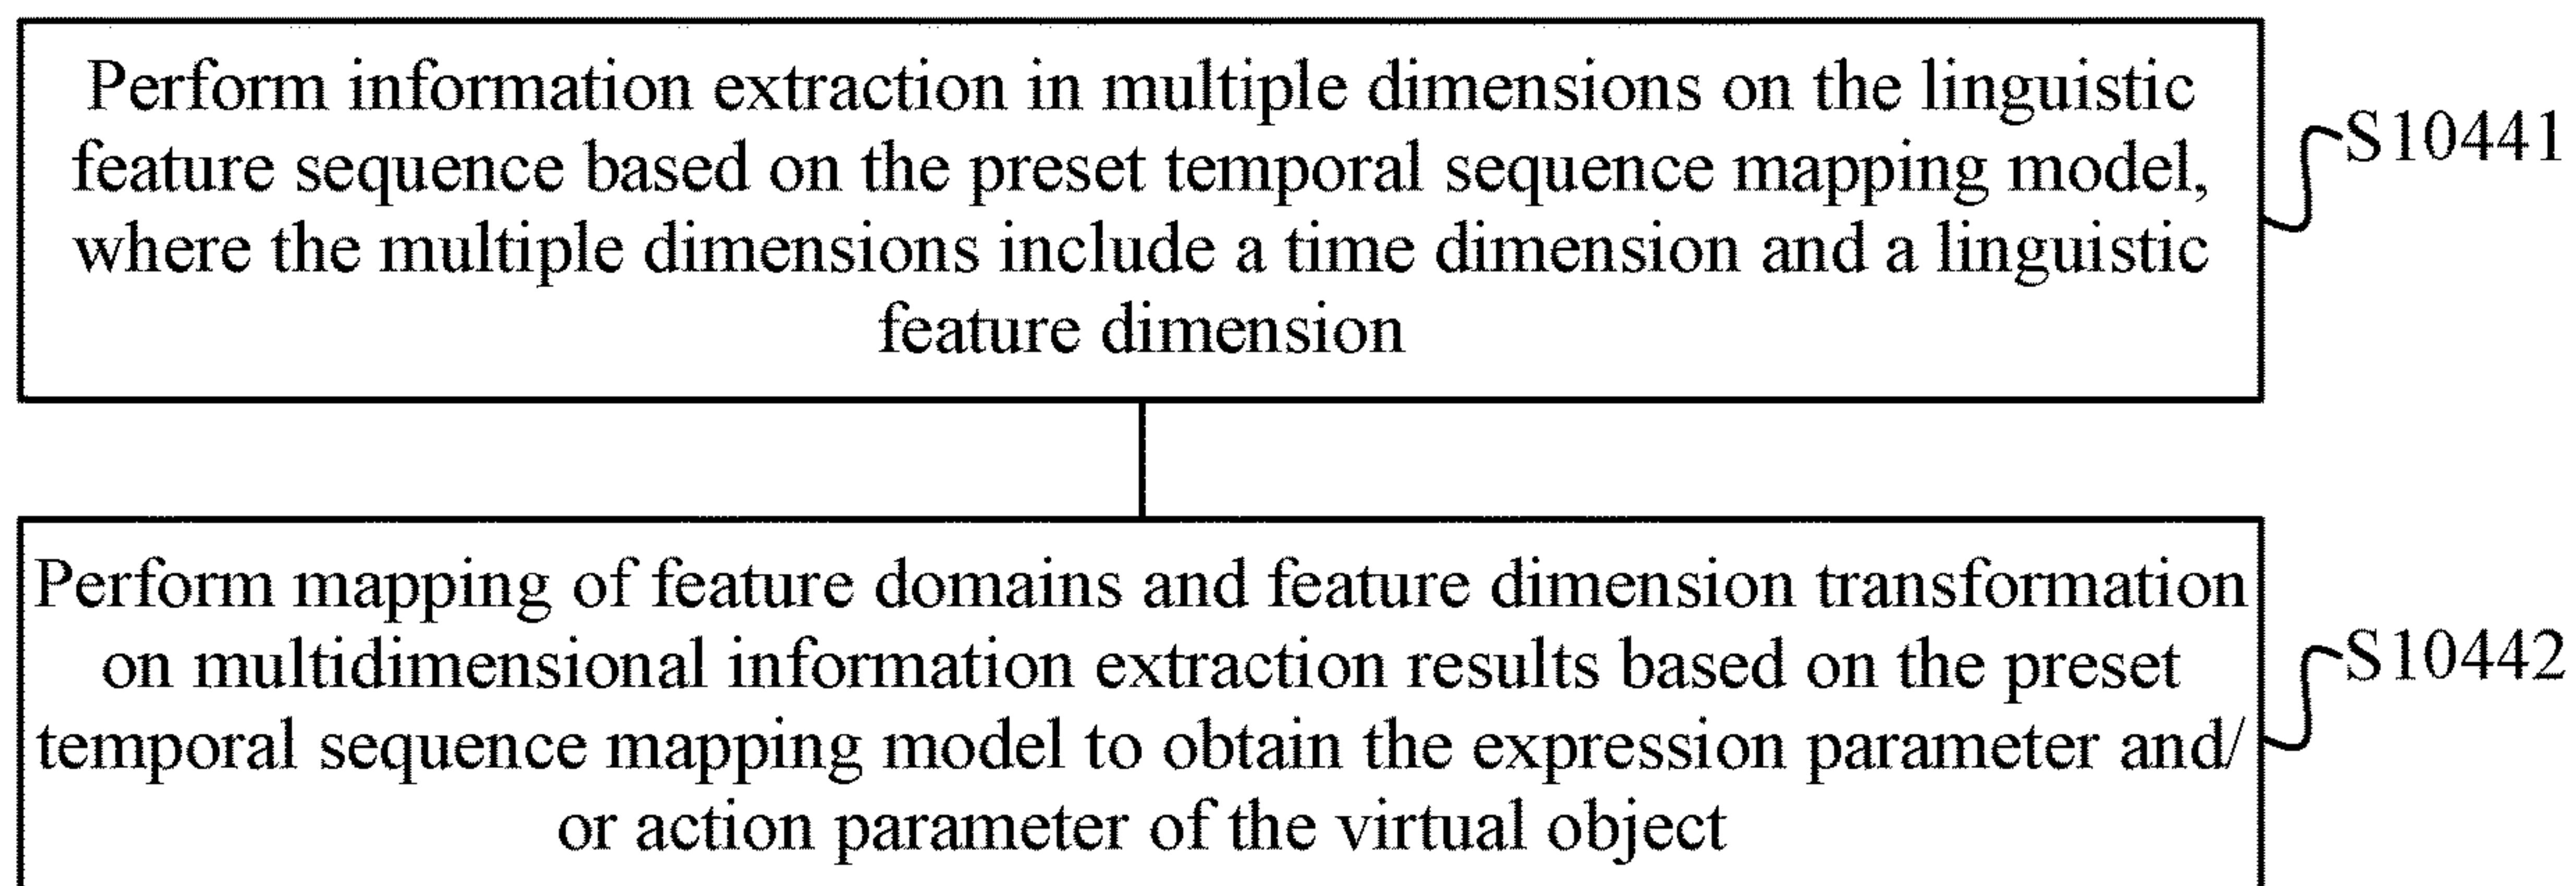 Perform information extraction in multiple dimensions on the linguistic
feature sequence based on the preset temporal sequence mapping model,
where the multiple dimensions include a time dimension and a linguistic
feature dimension
S10441
Perform mapping of feature domains and feature dimension transformation
on multidimensional information extraction results based on the preset
temporal sequence mapping model to obtain the expression parameter and/
or action parameter of the virtual object
S10442